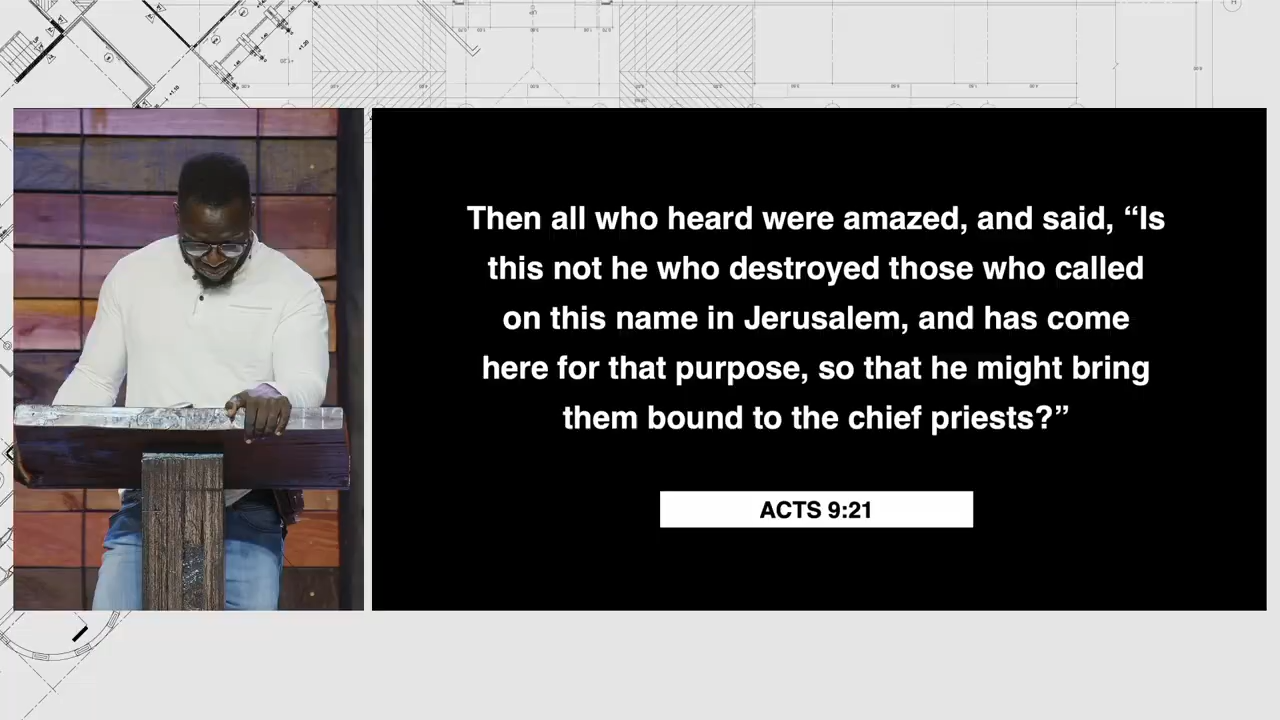 Then all who heard were amazed, and said, “Is
this not he who destroyed those who called
on this name in Jerusalem, and has come
here for that purpose, so that he might bring
them bound to the chief priests?”
ACTS 9:21